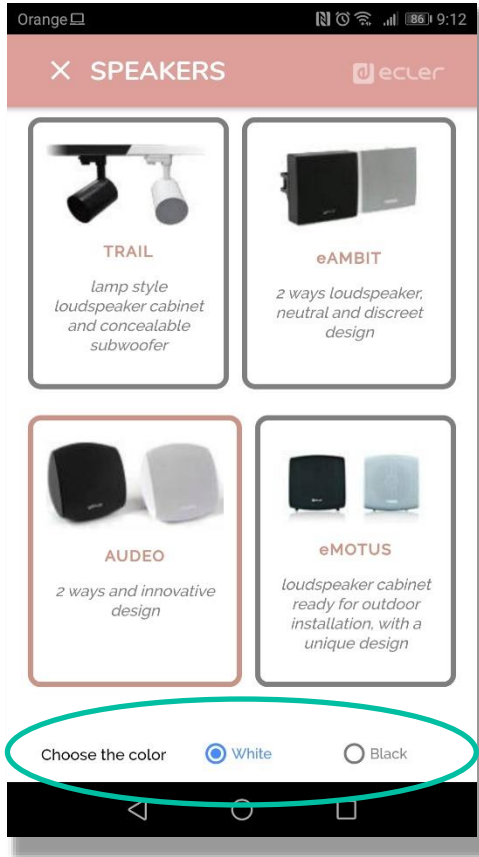 Orange
86 9:12
× SPEAKERS
ecler
TRAIL
lamp style
loudspeaker cabinet
and concealable
subwoofer
eAMBIT
2 ways loudspeaker,
neutral and discreet
design
AUDEO
2 ways and innovative
design
eMOTUS
loudspeaker cabinet
ready for outdoor
installation, with a
unique design
Choose the color White Black